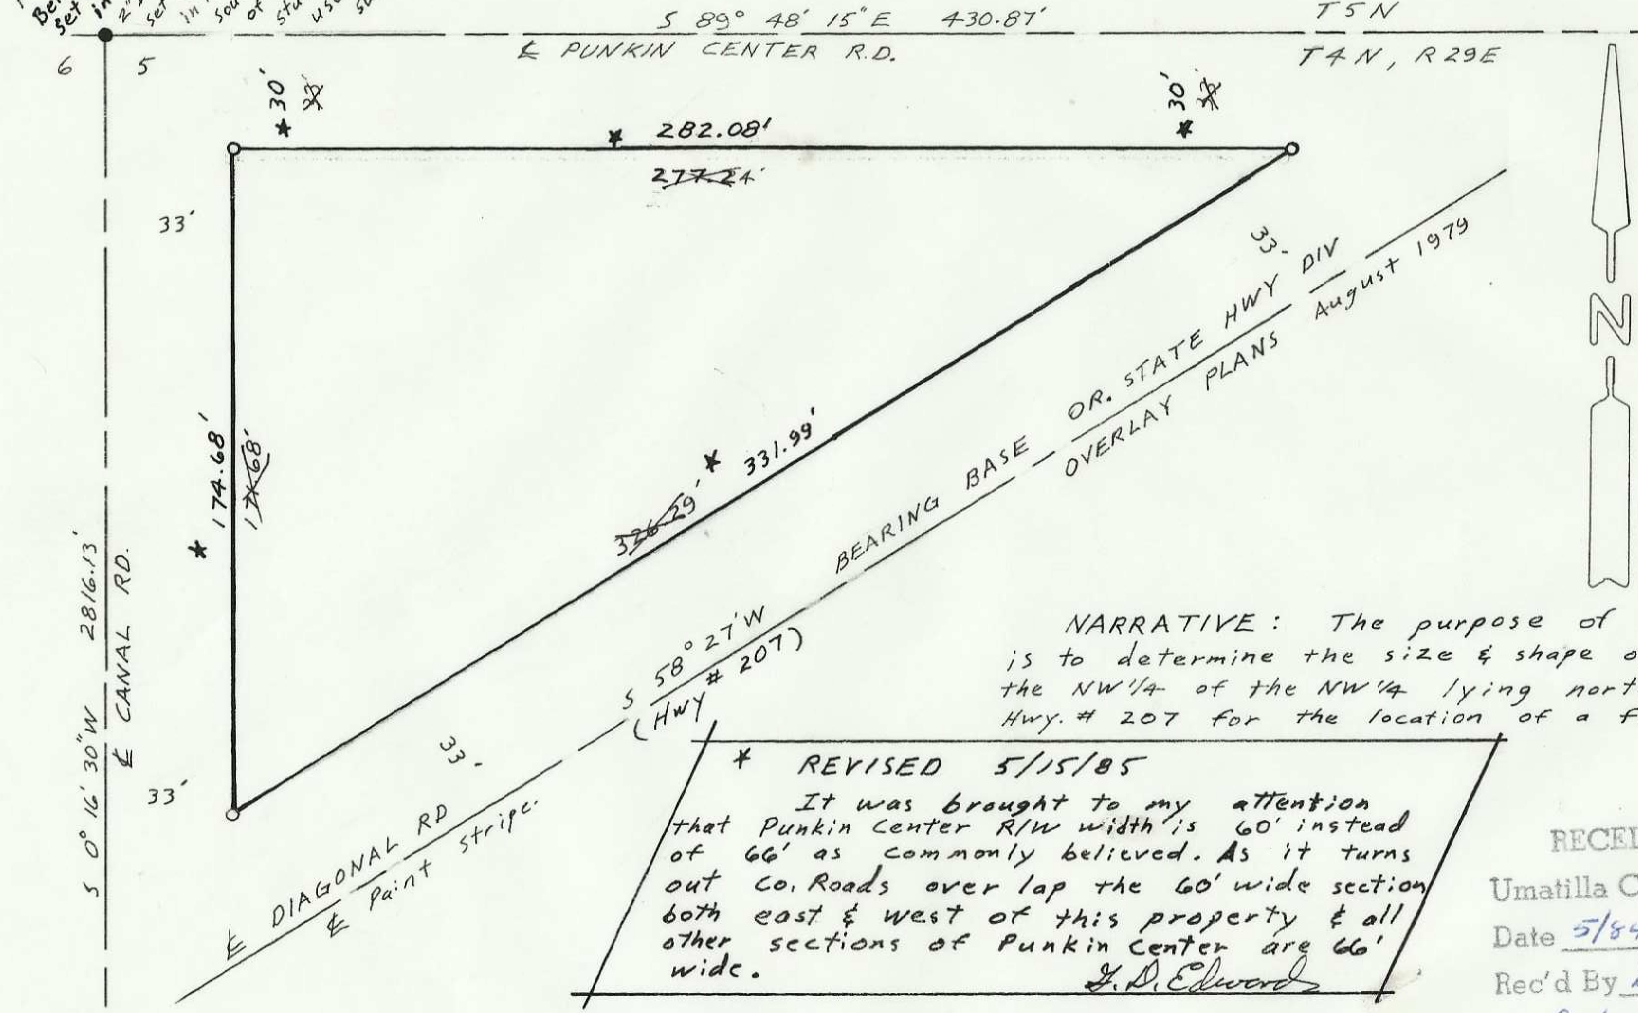 S 89° 48' 15" E 430.87'
T5N
℄ PUNKIN CENTER RD.
T4N, R29E
6 5
* 30'
33'
* 282.08'
277.24'
* 30'
33'
33'
33'
* 174.68'
171.68'
* 331.99'
326.29'
S 0° 16' 30" W 2816.13'
℄ CANAL RD.
33'
33'
BEARING BASE OR. STATE HWY DIV
OVERLAY PLANS August 1979
S 58° 27' W
(Hwy # 207)
℄ DIAGONAL RD
℄ Paint stripe.
NARRATIVE: The purpose of
is to determine the size & shape
the NW 1/4 of the NW 1/4 lying
Hwy. # 207 for the location of a
N
* REVISED 5/15/85
It was brought to my attention
that Punkin Center R/W width is 60' instead
of 66' as commonly believed. As it turns
out Co. Roads over lap the 60' wide section
both east & west of this property & all
other sections of Punkin Center are 66'
wide.
G. D. Edwards
Umatilla
Date
Rec'd By